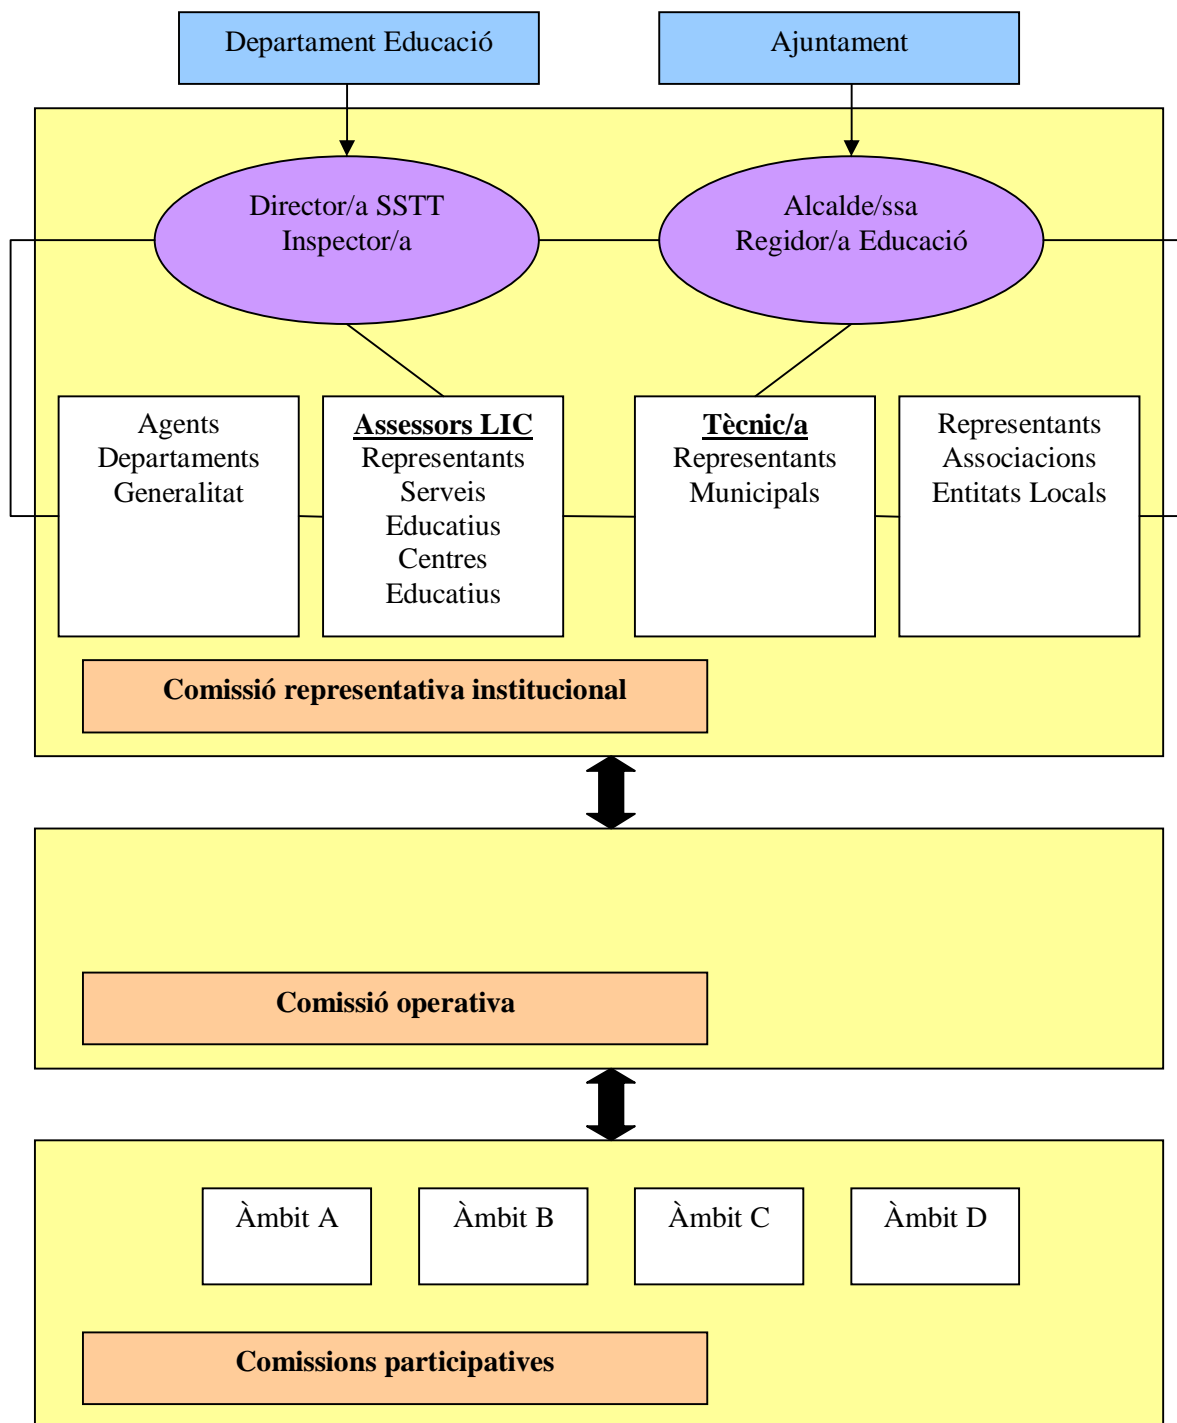 Departament Educació
Ajuntament
Director/a SSTT
Inspector/a
Alcalde/ssa
Regidor/a Educació
Agents
Departaments
Generalitat
Assessors LIC
Representants
Serveis
Educatius
Centres
Educatius
Tècnic/a
Representants
Municipals
Representants
Associacions
Entitats Locals
Comissió representativa institucional
Comissió operativa
Àmbit A
Àmbit B
Àmbit C
Àmbit D
Comissions participatives